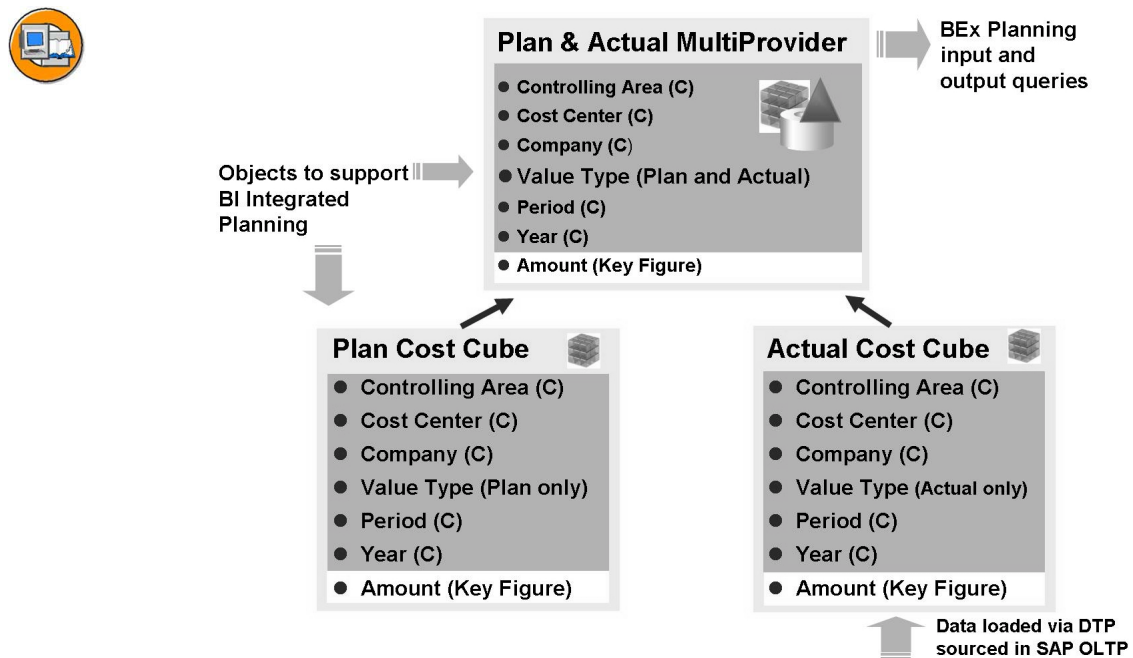 Plan & Actual MultiProvider
● Controlling Area (C)
● Cost Center (C)
● Company (C)
● Value Type (Plan and Actual)
● Period (C)
● Year (C)
● Amount (Key Figure)
BEx Planning
input and
output queries
Objects to support
BI Integrated
Planning
Plan Cost Cube
● Controlling Area (C)
● Cost Center (C)
● Company (C)
● Value Type (Plan only)
● Period (C)
● Year (C)
● Amount (Key Figure)
Actual Cost Cube
● Controlling Area (C)
● Cost Center (C)
● Company (C)
● Value Type (Actual only)
● Period (C)
● Year (C)
● Amount (Key Figure)
Data loaded via DTP
sourced in SAP OLTP